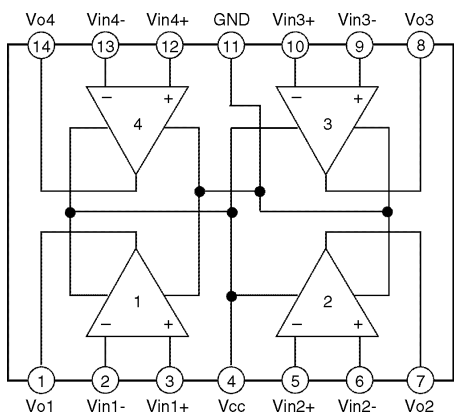 Vo4 Vin4- Vin4+ GND Vin3+ Vin3- Vo3
14 13 12 11 10 9 8
− + + −
4 3
1 2
− + + −
1 2 3 4 5 6 7
Vo1 Vin1- Vin1+ Vcc Vin2+ Vin2- Vo2